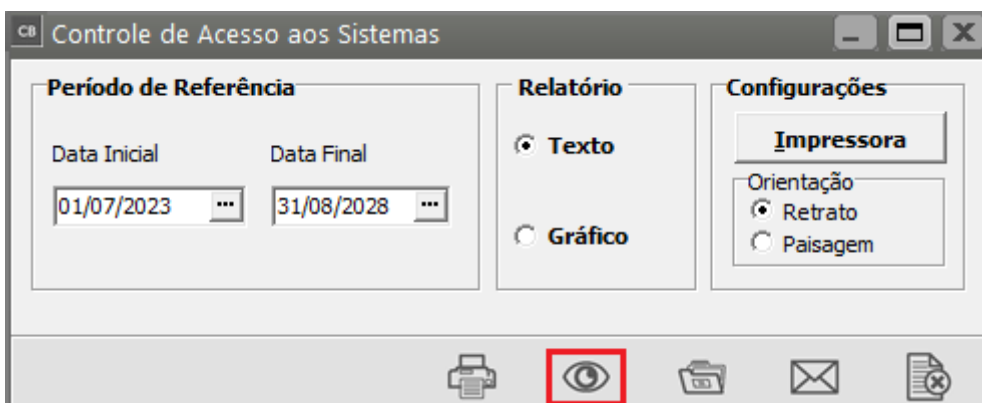 CB Controle de Acesso aos Sistemas
Período de Referência
Data Inicial Data Final
01/07/2023 ... 31/08/2028 ...
Relatório
Texto
Gráfico
Configurações
Impressora
Orientação
Retrato
Paisagem